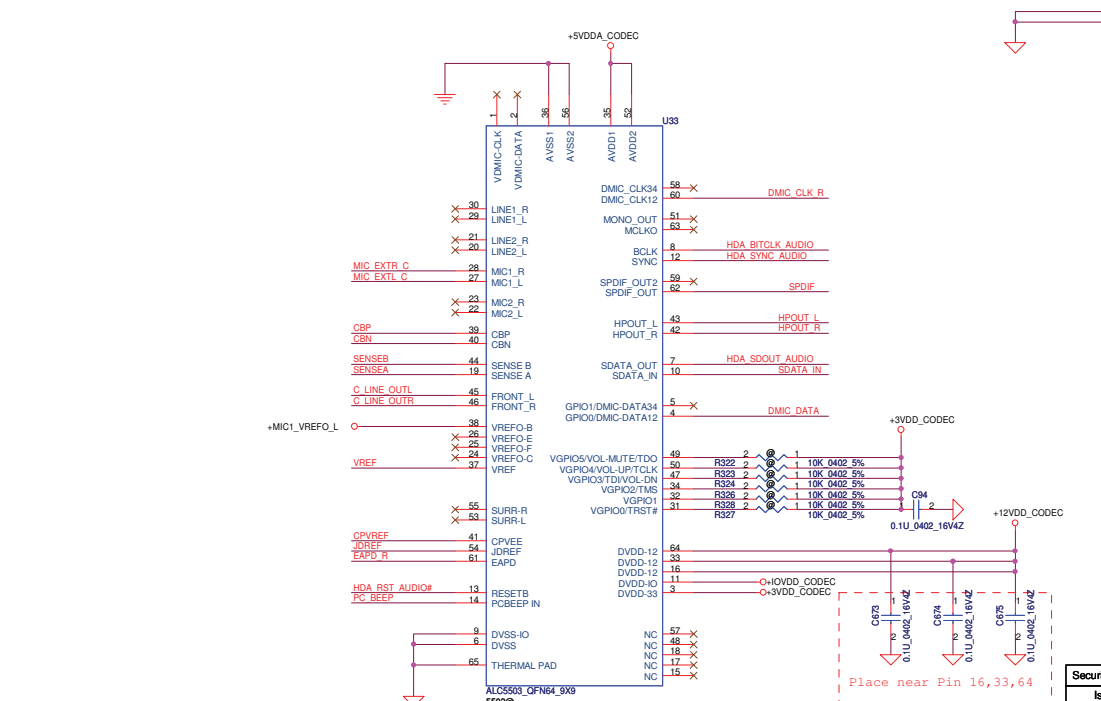 +5VDDA_CODEC
36
56
35
52
1
2
U33
VDMIC-CLK
VDMIC-DATA
AVSS1
AVSS2
AVDD1
AVDD2
DMIC_CLK34 58
DMIC_CLK12 60 DMIC_CLK_R
30 LINE1_R
29 LINE1_L
MONO_OUT 51
MCLKO 63
21 LINE2_R
20 LINE2_L
BCLK 8 HDA_BITCLK_AUDIO
SYNC 12 HDA_SYNC_AUDIO
MIC_EXTR_C 28 MIC1_R
MIC_EXTL_C 27 MIC1_L
SPDIF_OUT2 59
SPDIF_OUT 62 SPDIF
23 MIC2_R
22 MIC2_L
HPOUT_L 43 HPOUT_L
HPOUT_R 42 HPOUT_R
CBP 39 CBP
CBN 40 CBN
SENSEB 44 SENSE B
SENSEA 19 SENSE A
SDATA_OUT 7 HDA_SDOUT_AUDIO
SDATA_IN 10 SDATA_IN
C_LINE_OUTL 45 FRONT_L
C_LINE_OUTR 46 FRONT_R
GPIO1/DMIC-DATA34 5
GPIO0/DMIC-DATA12 4 DMIC_DATA
+MIC1_VREFO_L 38 VREFO-B
26 VREFO-E
25 VREFO-F
24 VREFO-C
VREF 37 VREF
+3VDD_CODEC
VGPIO5/VOL-MUTE/TDO 49 R322 2 @ 1 10K_0402_5%
VGPIO4/VOL-UP/TCLK 50 R323 2 @ 1 10K_0402_5%
VGPIO3/TDI/VOL-DN 47 R324 2 @ 1 10K_0402_5%
VGPIO2/TMS 34 R326 2 @ 1 10K_0402_5%
VGPIO1 32 R328 2 @ 1 10K_0402_5%
VGPIO0/TRST# 31 R327 2 @ 1 10K_0402_5%
C94
1 2
0.1U_0402_16V4Z
55 SURR-R
53 SURR-L
+12VDD_CODEC
CPVREF 41 CPVEE
JDREF 54 JDREF
EAPD_R 61 EAPD
DVDD-12 64
DVDD-12 33
DVDD-12 16
DVDD-IO 11 +IOVDD_CODEC
DVDD-33 3 +3VDD_CODEC
HDA_RST_AUDIO# 13 RESETB
PC_BEEP 14 PCBEEP IN
C673 1 2 0.1U_0402_16V4Z
C674 1 2 0.1U_0402_16V4Z
C675 1 2 0.1U_0402_16V4Z
9 DVSS-IO
6 DVSS
65 THERMAL PAD
NC 57
NC 48
NC 18
NC 17
NC 15
Place near Pin 16,33,64
ALC5503_QFN64_9X9